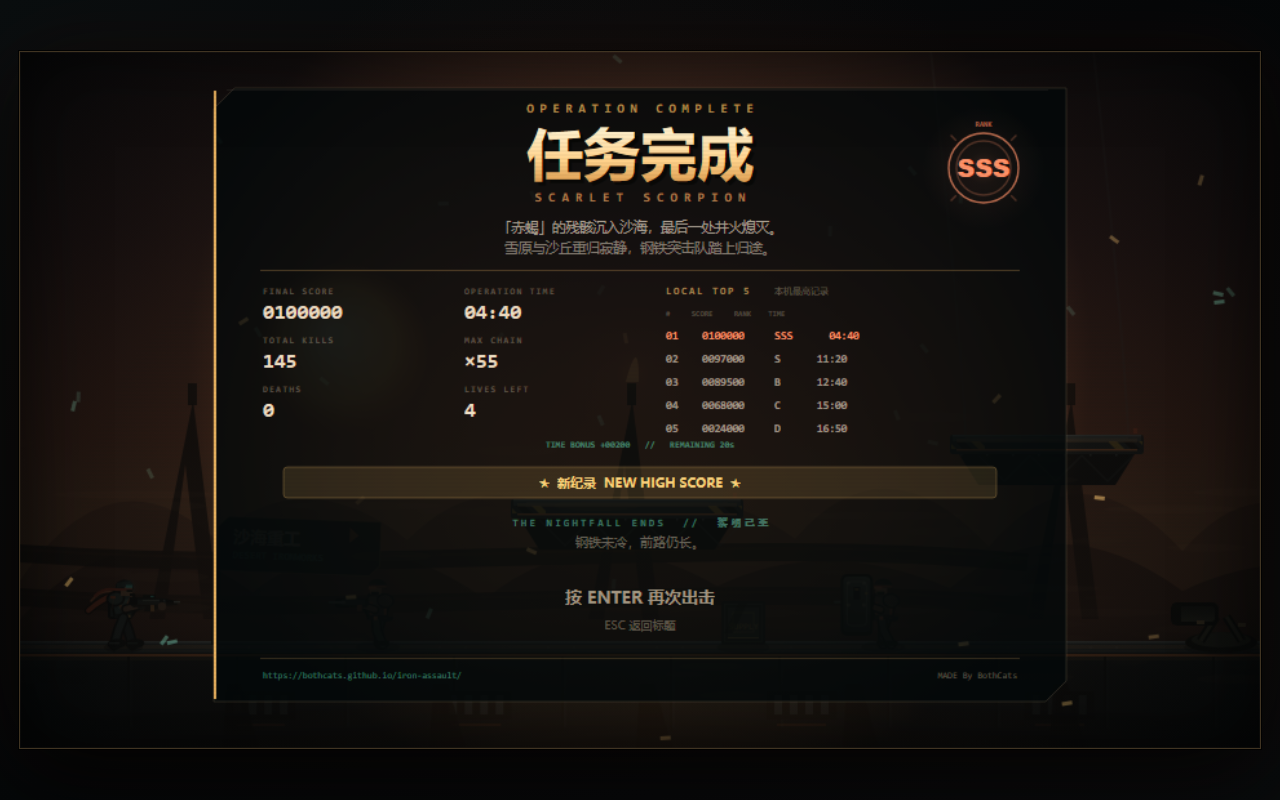 OPERATION COMPLETE
任务完成
SCARLET SCORPION
RANK
SSS
「赤蝎」的残骸沉入沙海，最后一处井火熄灭。
雪原与沙丘重归寂静，钢铁突击队踏上归途。
FINAL SCORE
0100000
OPERATION TIME
04:40
TOTAL KILLS
145
MAX CHAIN
×55
DEATHS
0
LIVES LEFT
4
LOCAL TOP 5 本机最高记录
# SCORE RANK TIME
01 0100000 SSS 04:40
02 0097000 S 11:20
03 0089500 B 12:40
04 0068000 C 15:00
05 0024000 D 16:50
TIME BONUS +00200 // REMAINING 20s
★ 新纪录 NEW HIGH SCORE ★
THE NIGHTFALL ENDS //
钢铁未冷，前路仍长。
按 ENTER 再次出击
ESC 返回标题
https://bothcats.github.io/iron-assault/
MADE By BothCats